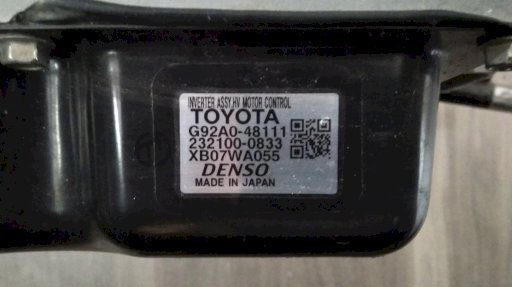 INVERTER ASSY,HV MOTOR CONTROL
TOYOTA
G92A0-48111
232100-0833
XB07WA055
DENSO
MADE IN JAPAN